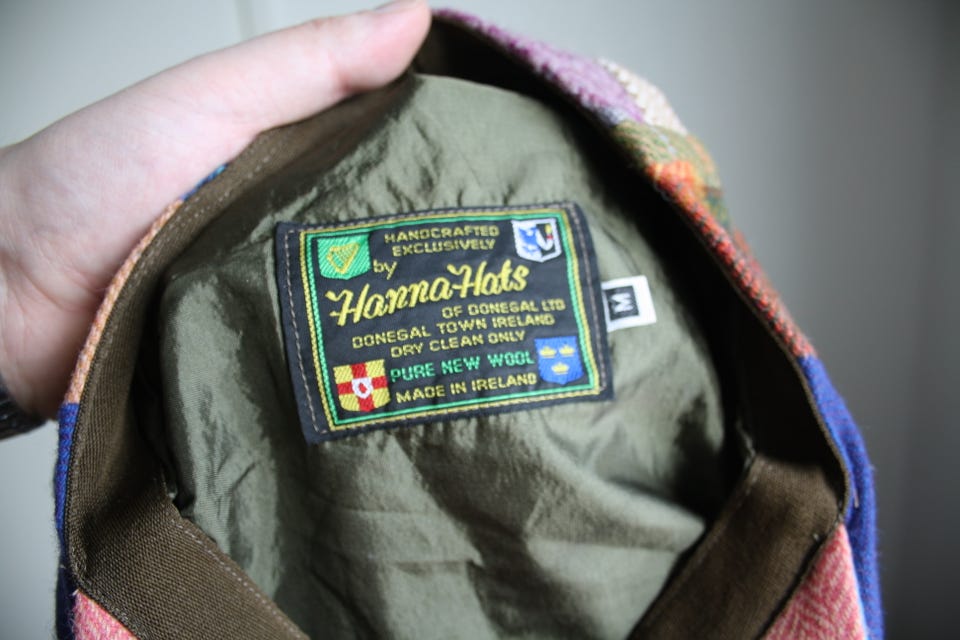 HANDCRAFTED
EXCLUSIVELY
by
Hanna Hats
OF DONEGAL LTD
DONEGAL TOWN IRELAND
DRY CLEAN ONLY
PURE NEW WOOL
MADE IN IRELAND
M